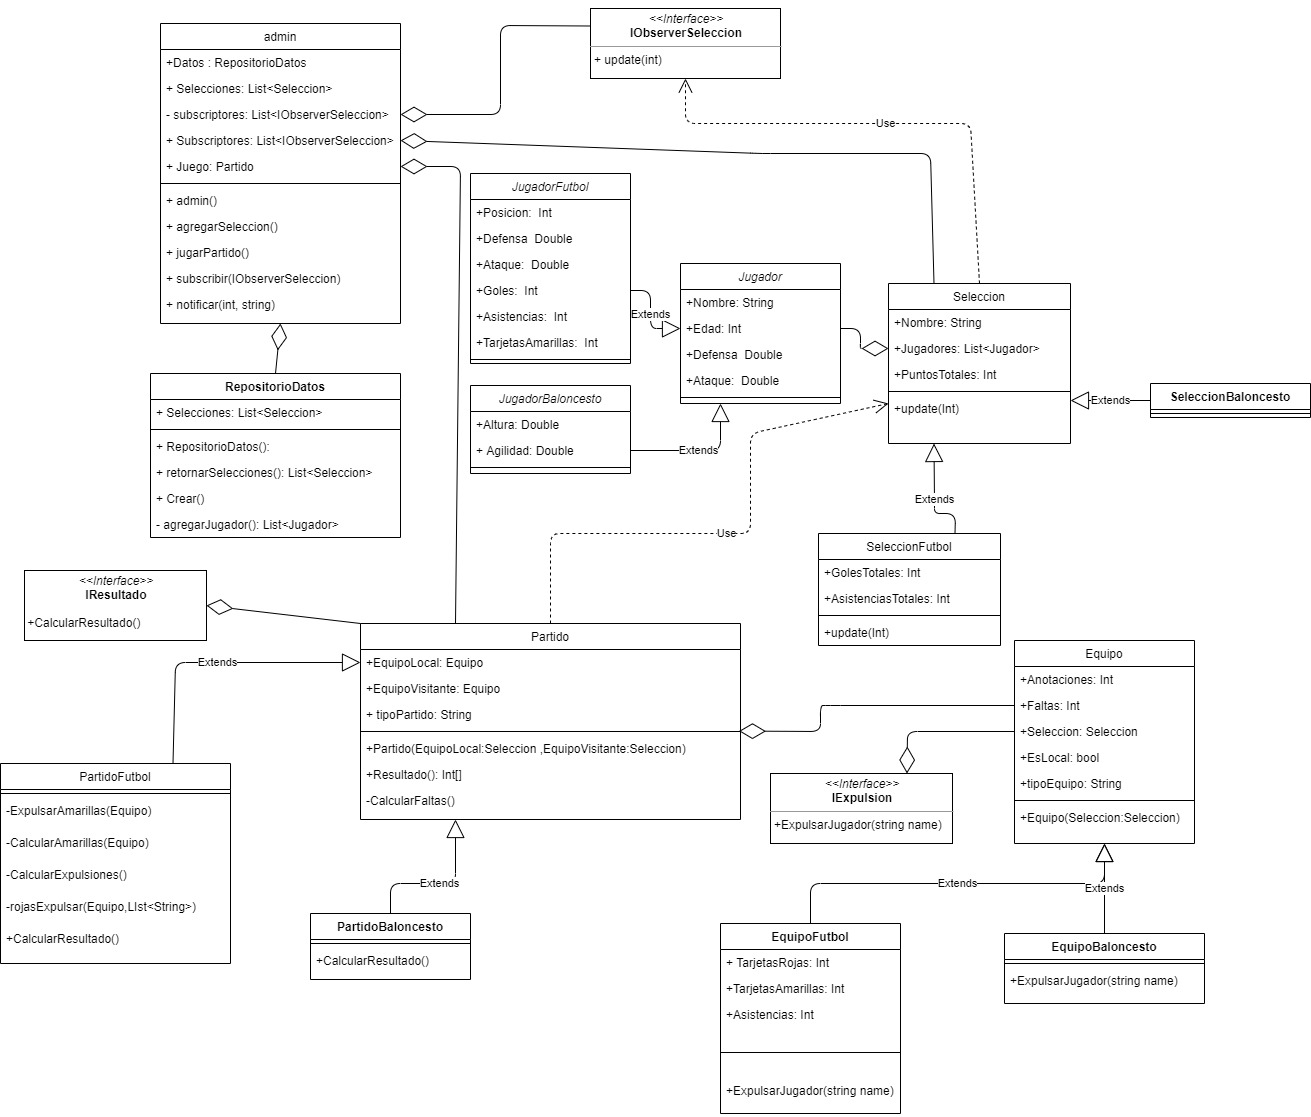 admin
+Datos : RepositorioDatos
+ Selecciones: List<Seleccion>
- subscriptores: List<IObserverSeleccion>
+ Subscriptores: List<IObserverSeleccion>
+ Juego: Partido
+ admin()
+ agregarSeleccion()
+ jugarPartido()
+ subscribir(IObserverSeleccion)
+ notificar(int, string)
<<Interface>>
IObserverSeleccion
+ update(int)
Use
JugadorFutbol
+Posicion: Int
+Defensa Double
+Ataque: Double
+Goles: Int
+Asistencias: Int
+TarjetasAmarillas: Int
Extends
Jugador
+Nombre: String
+Edad: Int
+Defensa Double
+Ataque: Double
Seleccion
+Nombre: String
+Jugadores: List<Jugador>
+PuntosTotales: Int
+update(Int)
Extends
SeleccionBaloncesto
RepositorioDatos
+ Selecciones: List<Seleccion>
+ RepositorioDatos():
+ retornarSelecciones(): List<Seleccion>
+ Crear()
- agregarJugador(): List<Jugador>
JugadorBaloncesto
+Altura: Double
+ Agilidad: Double
Extends
Extends
Use
SeleccionFutbol
+GolesTotales: Int
+AsistenciasTotales: Int
+update(Int)
<<Interface>>
IResultado
+CalcularResultado()
Extends
Partido
+EquipoLocal: Equipo
+EquipoVisitante: Equipo
+ tipoPartido: String
+Partido(EquipoLocal:Seleccion ,EquipoVisitante:Seleccion)
+Resultado(): Int[]
-CalcularFaltas()
Equipo
+Anotaciones: Int
+Faltas: Int
+Seleccion: Seleccion
+EsLocal: bool
+tipoEquipo: String
+Equipo(Seleccion:Seleccion)
<<Interface>>
IExpulsion
+ExpulsarJugador(string name)
PartidoFutbol
-ExpulsarAmarillas(Equipo)
-CalcularAmarillas(Equipo)
-CalcularExpulsiones()
-rojasExpulsar(Equipo,LIst<String>)
+CalcularResultado()
Extends
PartidoBaloncesto
+CalcularResultado()
Extends
Extends
EquipoFutbol
+ TarjetasRojas: Int
+TarjetasAmarillas: Int
+Asistencias: Int
+ExpulsarJugador(string name)
EquipoBaloncesto
+ExpulsarJugador(string name)